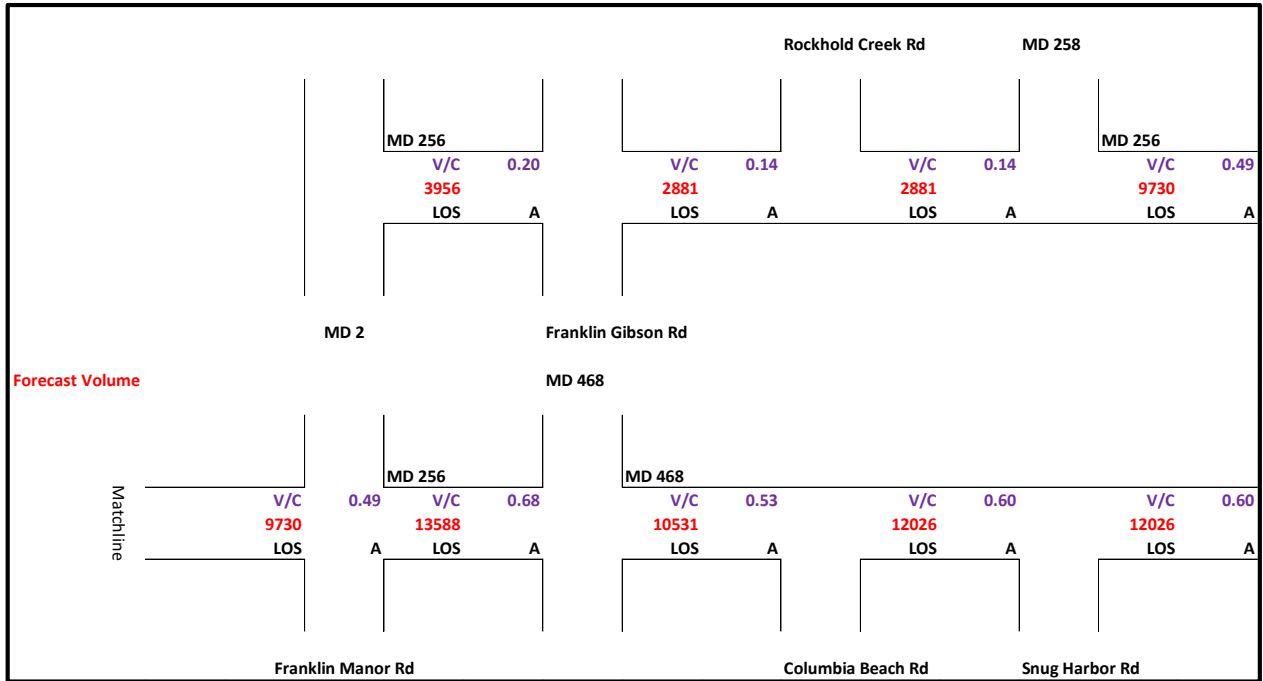 Rockhold Creek Rd MD 258
MD 256 MD 256
V/C 0.20 V/C 0.14 V/C 0.14 V/C 0.49
3956 2881 2881 9730
LOS A LOS A LOS A LOS A
MD 2 Franklin Gibson Rd
Forecast Volume MD 468
MD 256 MD 468
Matchline
V/C 0.49 V/C 0.68 V/C 0.53 V/C 0.60 V/C 0.60
9730 13588 10531 12026 12026
LOS A LOS A LOS A LOS A LOS A
Franklin Manor Rd Columbia Beach Rd Snug Harbor Rd